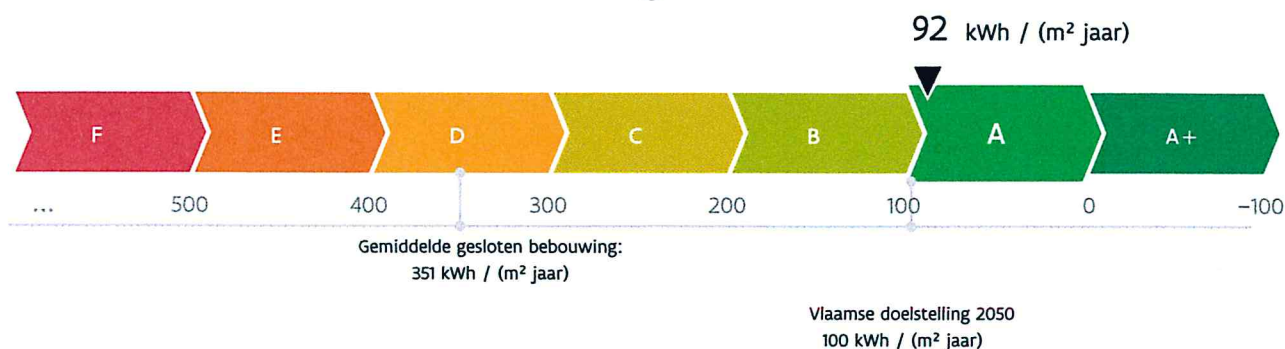 92 kWh / (m² jaar)
F E D C B A A+
... 500 400 300 200 100 0 −100
Gemiddelde gesloten bebouwing:
351 kWh / (m² jaar)
Vlaamse doelstelling 2050
100 kWh / (m² jaar)